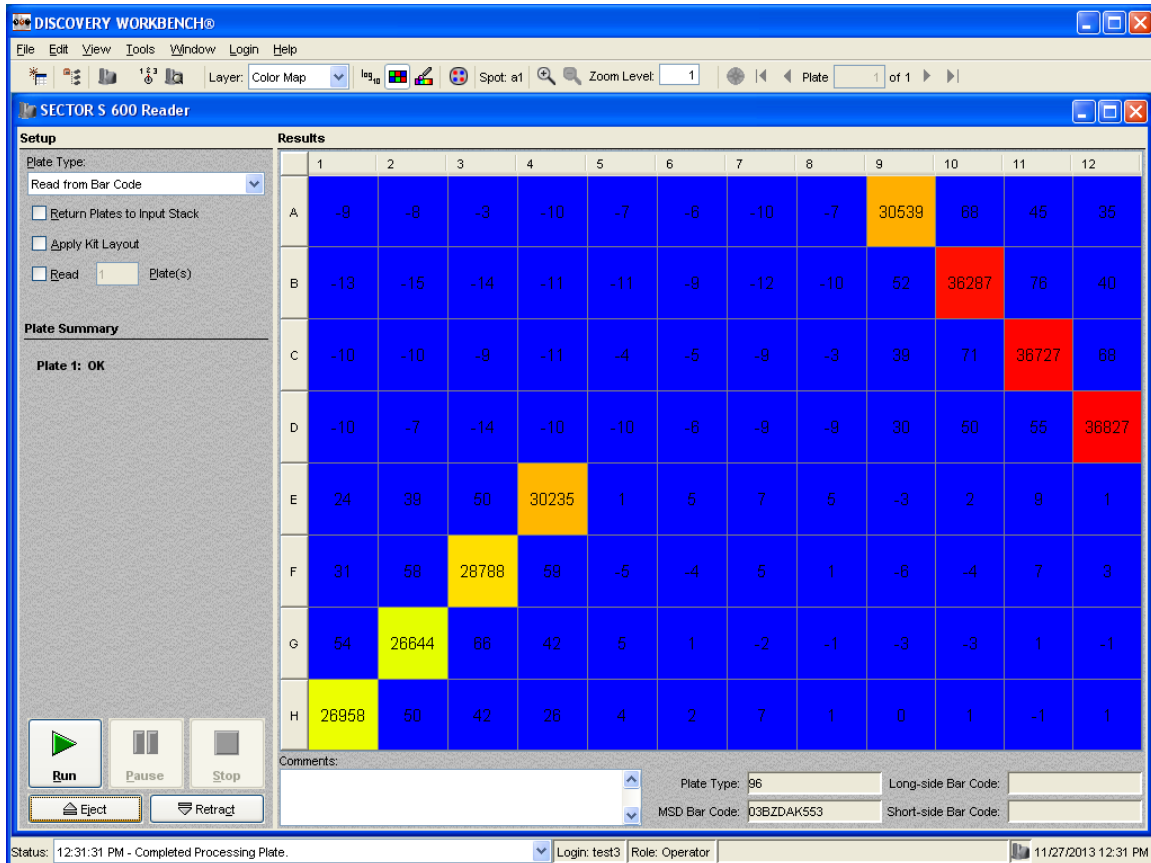 DISCOVERY WORKBENCH®
File Edit View Tools Window Login Help
Layer: Color Map log10 Spot: a1 Zoom Level: 1 Plate 1 of 1
SECTOR S 600 Reader
Setup
Plate Type:
Read from Bar Code
Return Plates to Input Stack
Apply Kit Layout
Read 1 Plate(s)
Plate Summary
Plate 1: OK
Run Pause Stop
Eject Retract
Results
1 2 3 4 5 6 7 8 9 10 11 12
A -9 -8 -3 -10 -7 -6 -10 -7 30539 69 45 35
B -13 -15 -14 -11 -11 -9 -12 -10 52 36287 76 40
C -10 -10 -9 -11 -4 -5 -3 39 71 36727 68
D -10 -7 -14 -10 -10 -6 30 50 55 36827
E 24 39 50 30235 1 5 7 5 -3 2 9 1
F 31 58 28788 59 -5 -4 5 1 -4 7 3
G 54 26644 66 42 5 1 -2 -1 -3 -3 1 -1
H 26958 50 42 26 4 2 7 1 0 1 -1 1
Comments:
Plate Type: 96 Long-side Bar Code:
MSD Bar Code: 03BZDAK553 Short-side Bar Code:
Status: 12:31:31 PM - Completed Processing Plate. Login: test3 Role: Operator 11/27/2013 12:31 PM